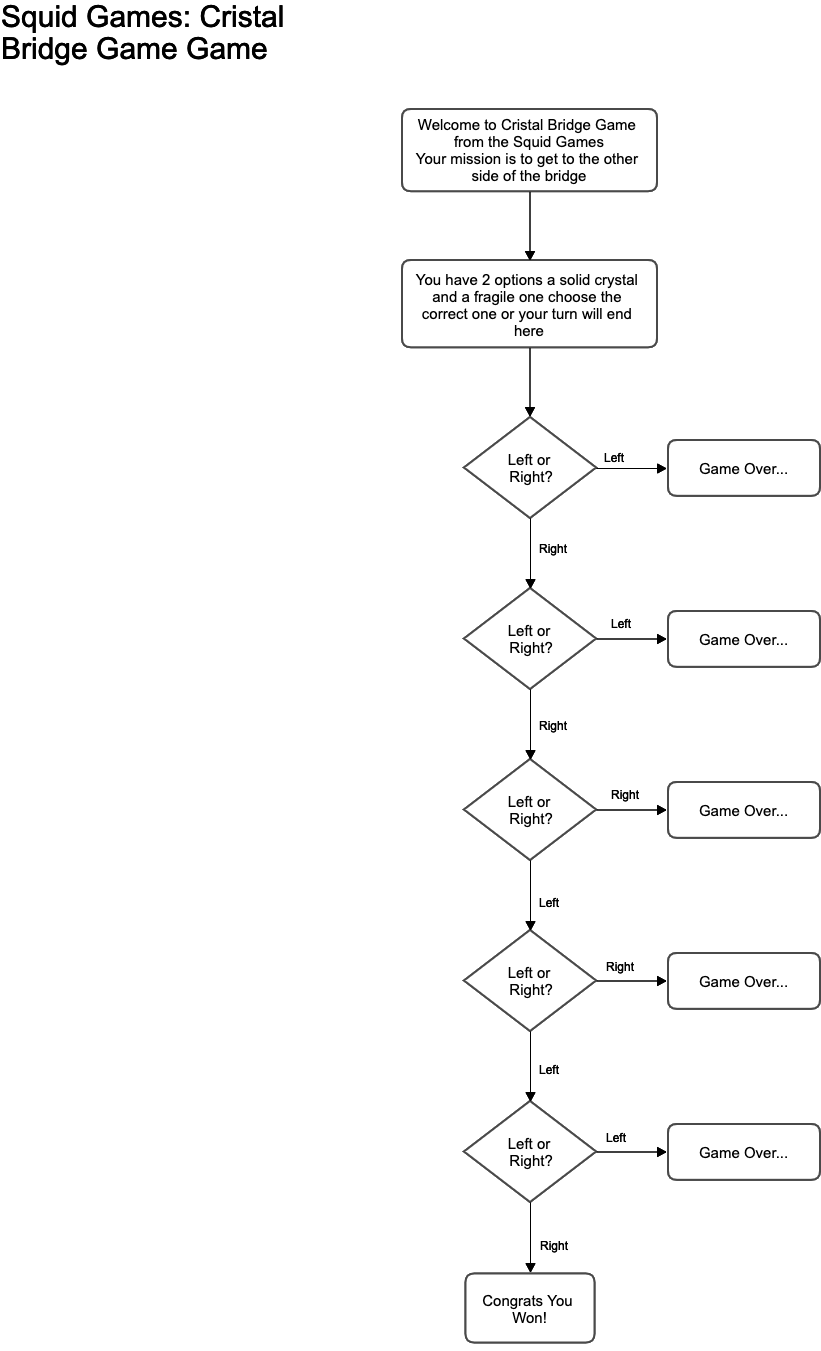 Squid Games: Cristal
Bridge Game Game
Welcome to Cristal Bridge Game
from the Squid Games
Your mission is to get to the other
side of the bridge
You have 2 options a solid crystal
and a fragile one choose the
correct one or your turn will end
here
Left or
Right?
Left
Game Over...
Right
Left or
Right?
Left
Game Over...
Right
Left or
Right?
Right
Game Over...
Left
Left or
Right?
Right
Game Over...
Left
Left or
Right?
Left
Game Over...
Right
Congrats You
Won!